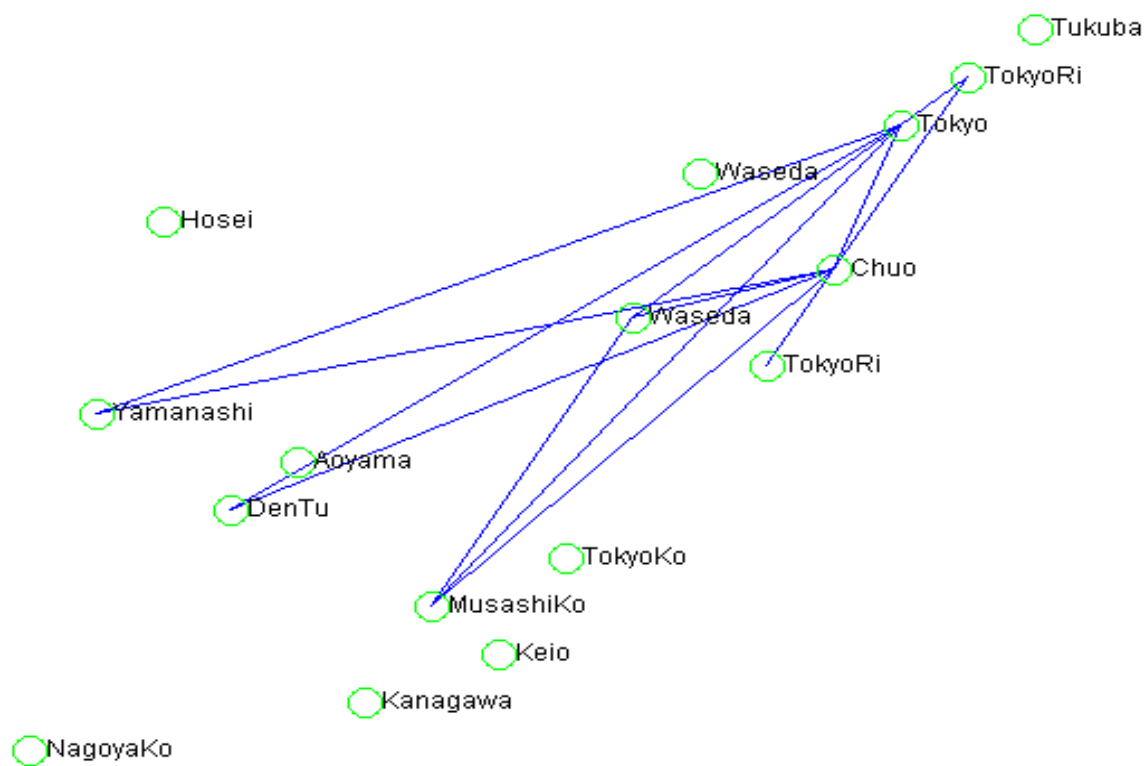 Tukuba
TokyoRi
Tokyo
Waseda
Hosei
Chuo
Waseda
TokyoRi
Yamanashi
Aoyama
DenTu
TokyoKo
MusashiKo
Keio
Kanagawa
NagoyaKo